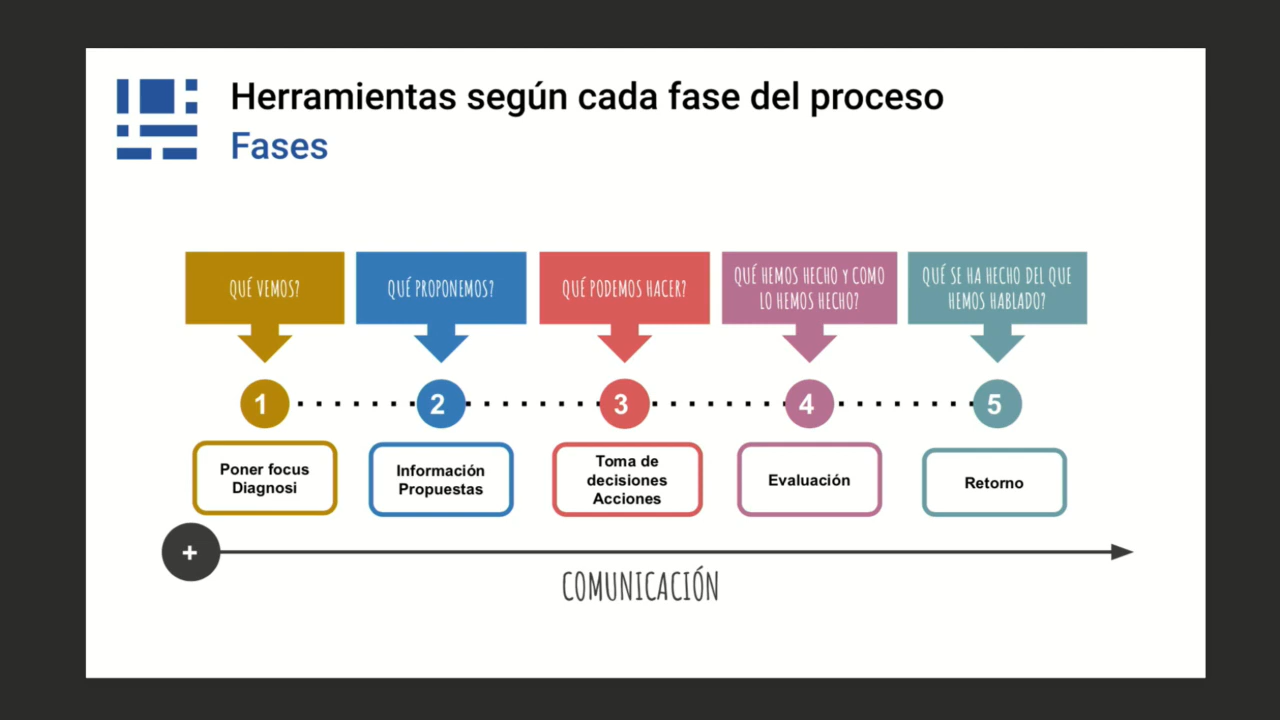 Herramientas según cada fase del proceso
Fases
QUÉ VEMOS?
QUÉ PROPONEMOS?
QUÉ PODEMOS HACER?
QUÉ HEMOS HECHO y COMO
LO HEMOS HECHO?
QUÉ SE HA HECHO DEL QUE
HEMOS HABLADO?
1
2
3
4
5
Poner focus
Diagnosi
Información
Propuestas
Toma de
decisiones
Acciones
Evaluación
Retorno
+
COMUNICACIÓN